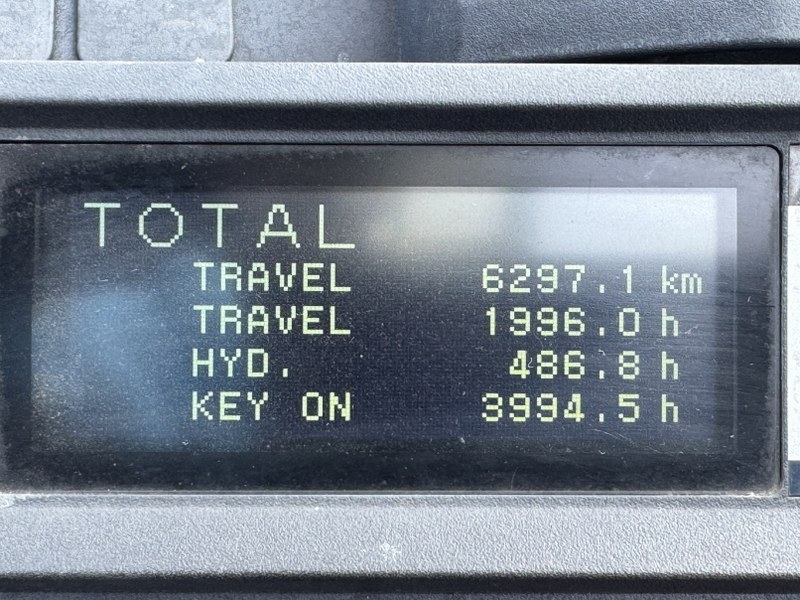 TOTAL
TRAVEL 6297.1 km
TRAVEL 1996.0 h
HYD. 486.8 h
KEY ON 3994.5 h